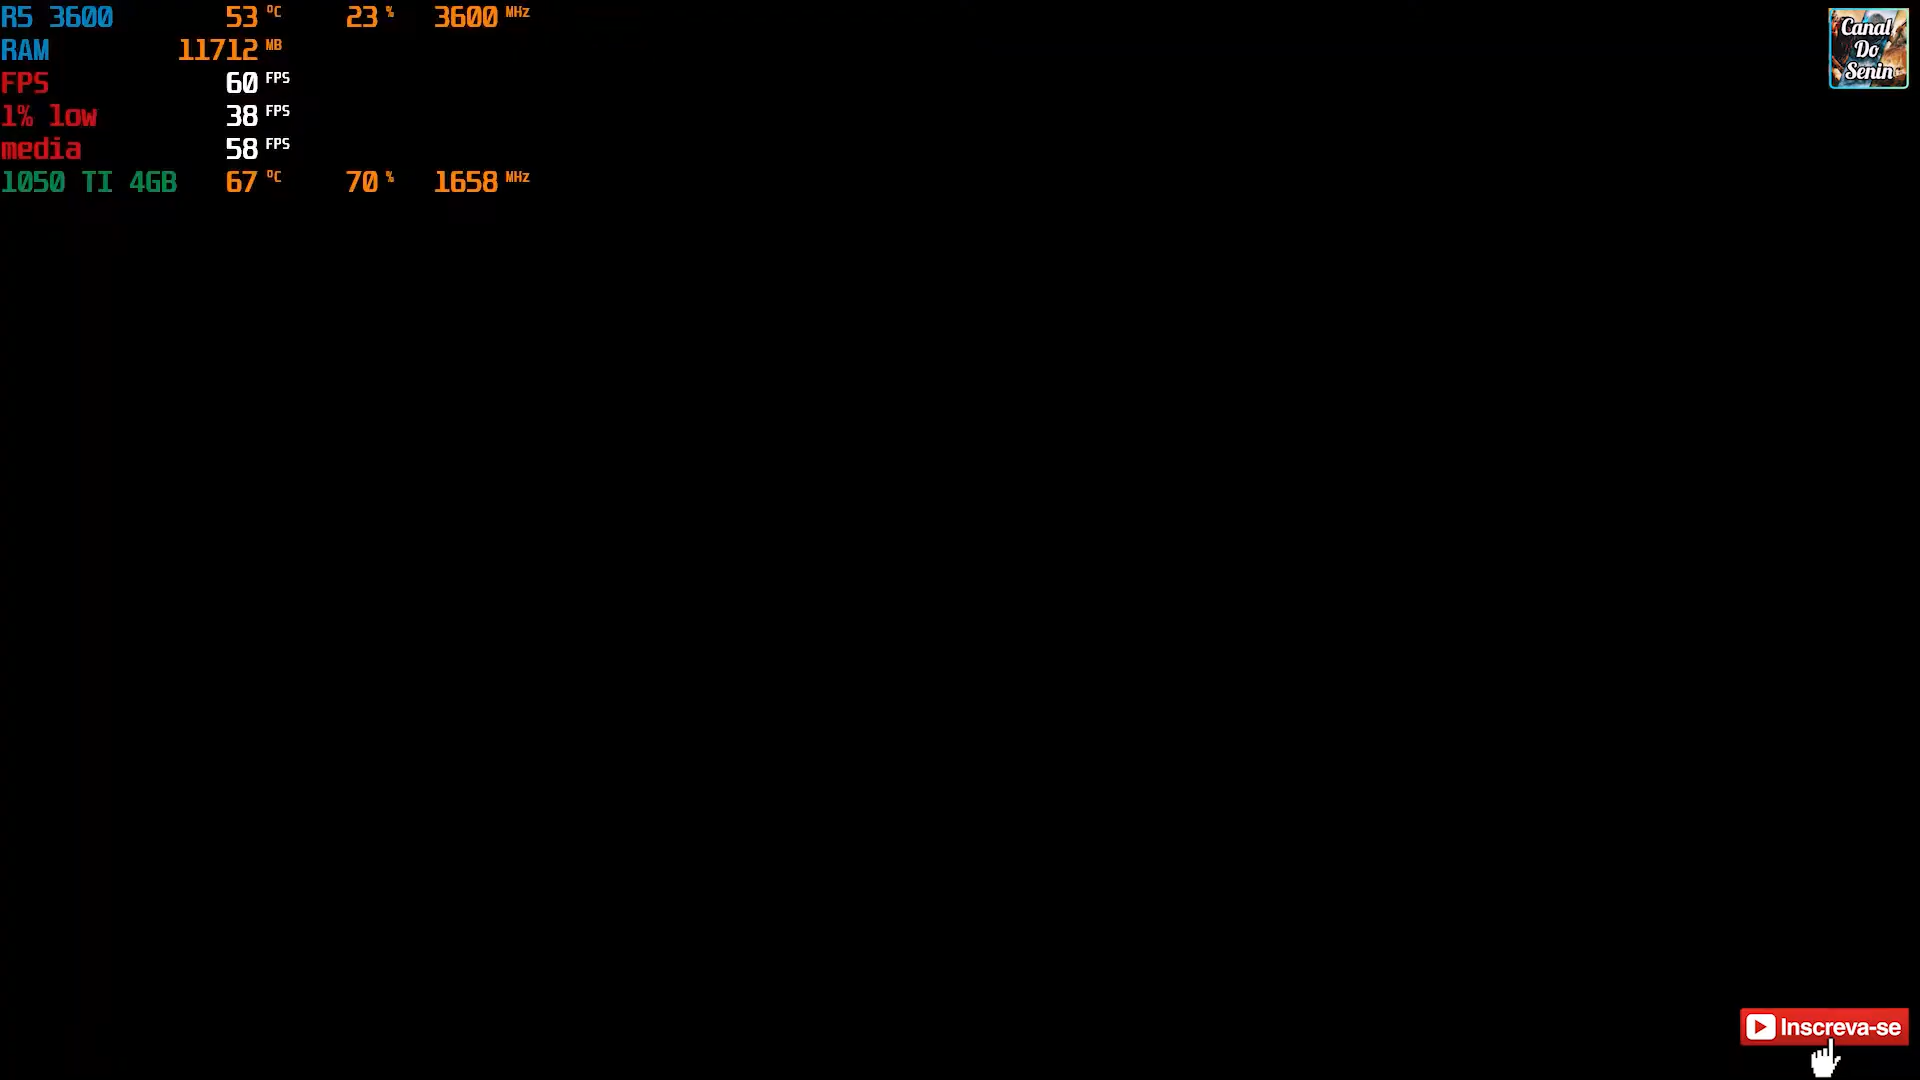 R5 3600 53 °C 23 % 3600 MHz
RAM 11712 MB
FPS 60 FPS
1% low 38 FPS
media 58 FPS
1050 TI 4GB 67 °C 70 % 1658 MHz
Canal
Do
Senin
Inscreva-se